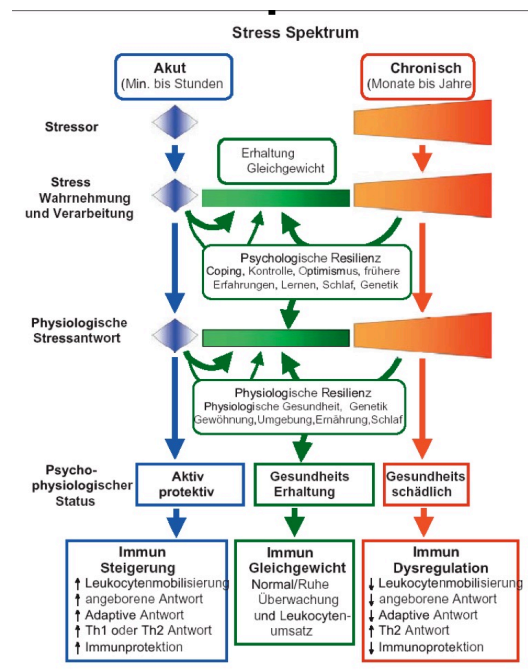 Stress Spektrum
Akut
(Min. bis Stunden
Chronisch
(Monate bis Jahre
Stressor
Erhaltung
Gleichgewicht
Stress
Wahrnehmung
und Verarbeitung
Psychologische Resilienz
Coping, Kontrolle, Optimismus, frühere
Erfahrungen, Lernen, Schlaf, Genetik
Physiologische
Stressantwort
Physiologische Resilienz
Physiologische Gesundheit, Genetik
Gewöhnung,Umgebung,Ernährung,Schlaf
Psycho-
physiologischer
Status
Aktiv
protektiv
Gesundheits
Erhaltung
Gesundheits
schädlich
Immun
Steigerung
↑ Leukocytenmobilisierung
↑ angeborene Antwort
↑ Adaptive Antwort
↑ Th1 oder Th2 Antwort
↑ Immunprotektion
Immun
Gleichgewicht
Normal/Ruhe
Überwachung
und Leukocyten-
umsatz
Immun
Dysregulation
↓ Leukocytenmobilisierung
↓ angeborene Antwort
↓ Adaptive Antwort
↑ Th2 Antwort
↓ Immunoprotektion